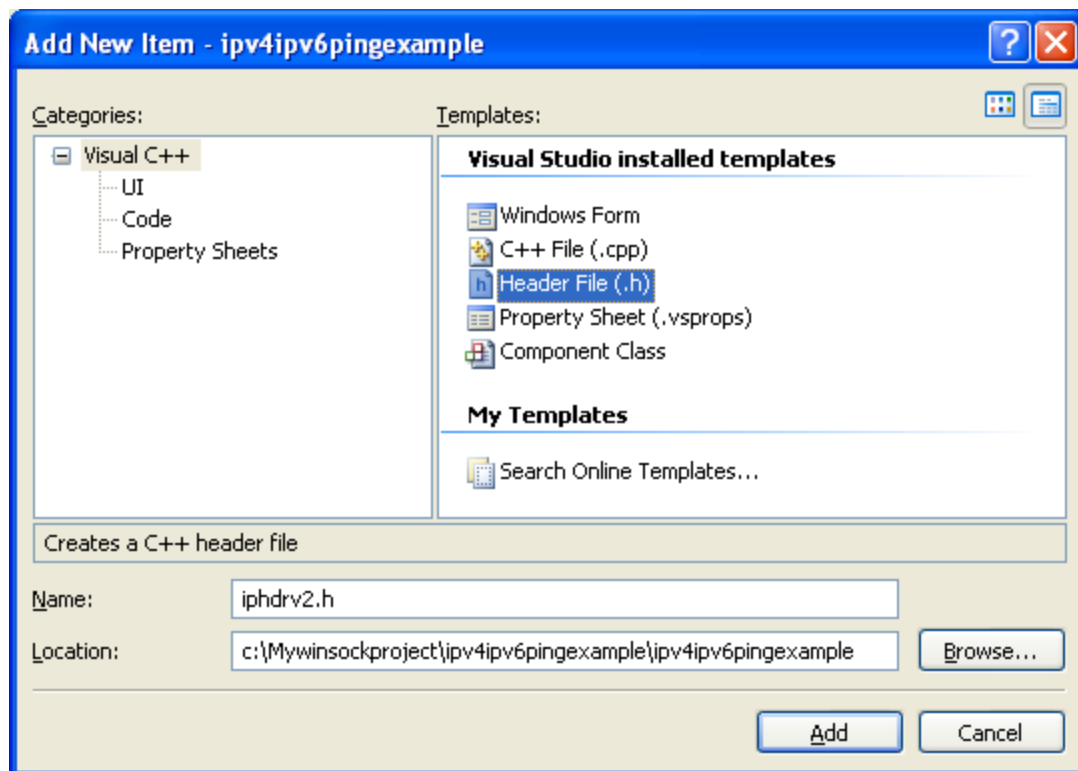 Add New Item - ipv4ipv6pingexample
Categories:
Templates:
Visual C++
UI
Code
Property Sheets
Visual Studio installed templates
Windows Form
C++ File (.cpp)
Header File (.h)
Property Sheet (.vsprops)
Component Class
My Templates
Search Online Templates...
Creates a C++ header file
Name:
iphdrv2.h
Location:
c:\Mywinsockproject\ipv4ipv6pingexample\ipv4ipv6pingexample
Browse...
Add
Cancel